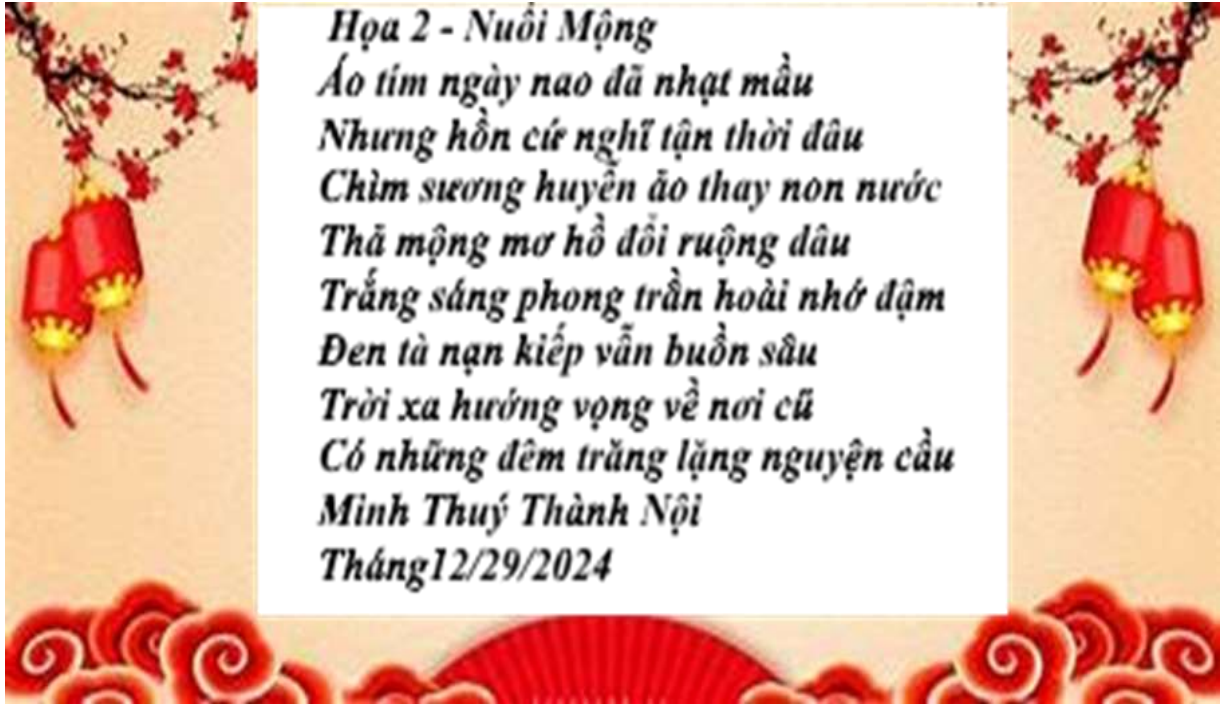 Họa 2 - Nuôi Mộng
Áo tím ngày nao đã nhạt mầu
Nhưng hồn cứ nghĩ tận thời đâu
Chìm sương huyền ảo thay non nước
Thả mộng mơ hồ đổi ruộng dâu
Trắng sáng phong trần hoài nhớ đậm
Đen tà nạn kiếp vẫn buồn sâu
Trời xa hướng vọng về nơi cũ
Có những đêm trăng lặng nguyện cầu
Minh Thuý Thành Nội
Tháng12/29/2024